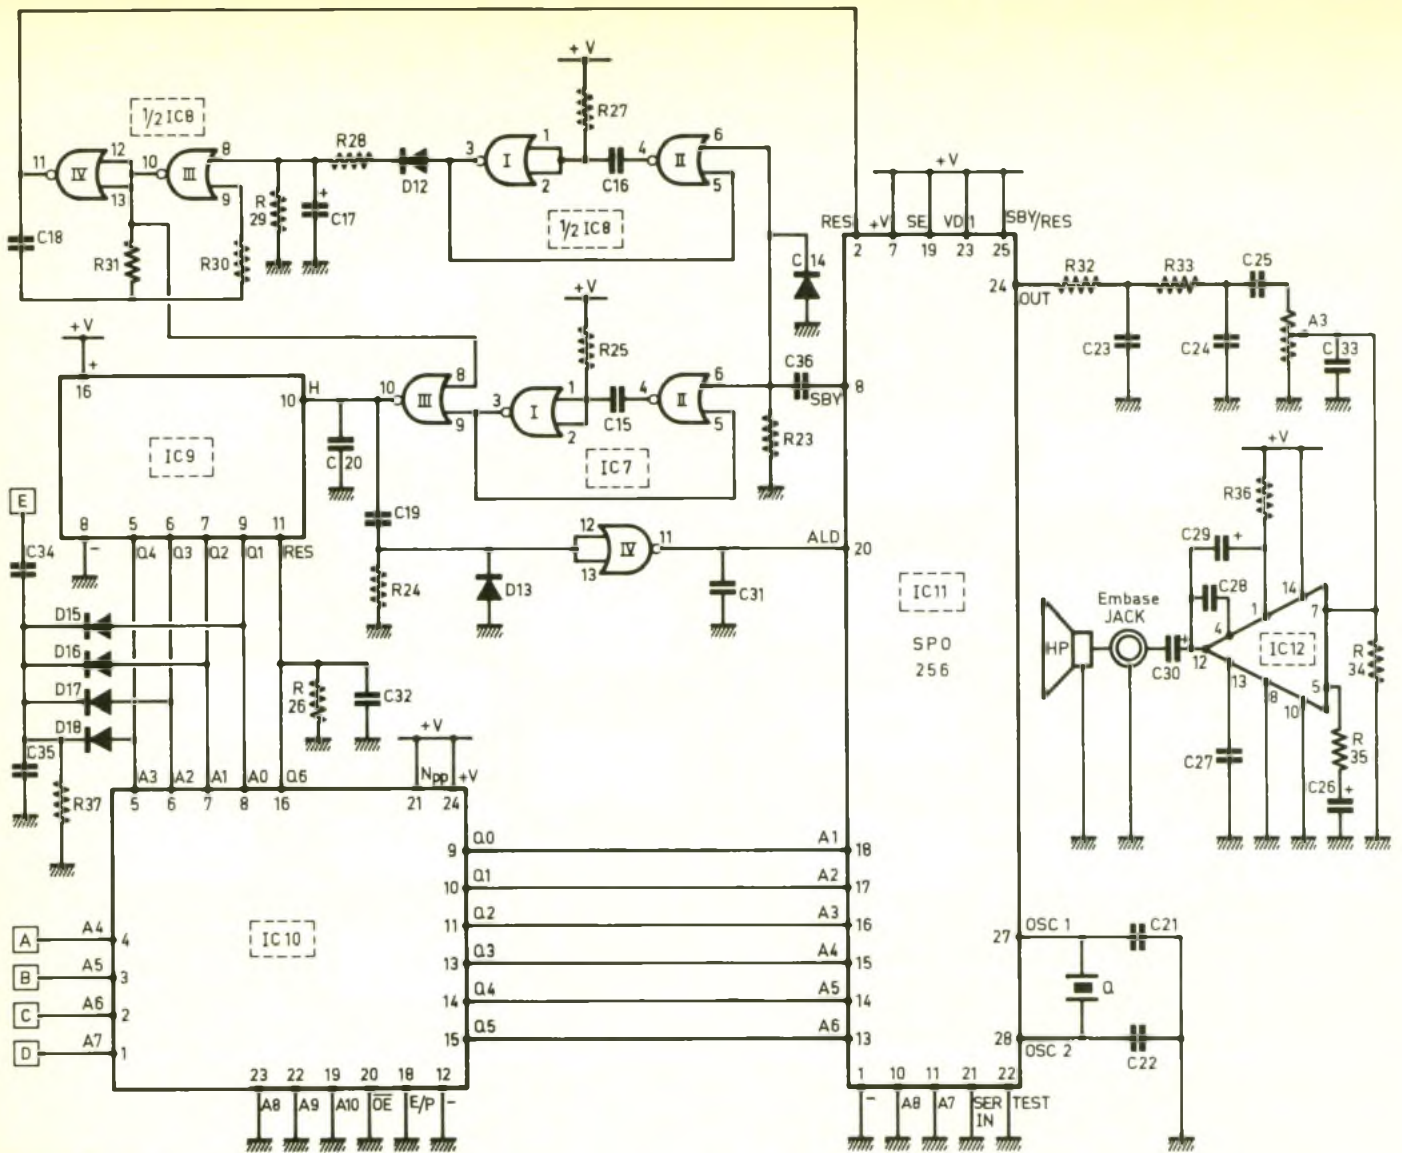 + V
1/2 IC8
R27
11
IV
12
13
10
III
8
9
R28
D12
3
I
1
2
C16
4
II
6
5
R
29
+
C17
1/2 IC8
C18
R31
R30
C 14
+V
RES
+V
SE
VD 1
SBY/RES
2
7
19
23
25
24
OUT
R32
R33
C25
A3
C23
C24
C 33
+ V
R25
+ V
+
16
H
10
10
III
8
9
3
I
1
2
C15
4
II
6
5
C36
SBY
8
R23
IC9
C 20
IC 7
E
8
-
5
6
7
9
11
Q4
Q3
Q2
Q1
RES
C34
C19
R24
D13
12
13
IV
11
C31
ALD
20
IC11
SPO
256
+V
R36
C29
+
C28
1
14
7
4
12
IC12
13
8
10
5
Embase
JACK
HP
C30
+
R
34
R
35
C27
C26
+
D15
D16
D17
D18
C35
R37
R
26
C32
+ V
Npp
+V
A3
A2
A1
A0
Q6
5
6
7
8
16
21
24
9
Q0
A1
18
10
Q1
A2
17
11
Q2
A3
16
13
Q3
A4
15
14
Q4
A5
14
15
Q5
A6
13
IC10
A
A4
4
B
A5
3
C
A6
2
D
A7
1
27
OSC 1
C21
Q
28
OSC 2
C22
23
22
19
20
18
12
A8
A9
A10
OE
E/P
-
1
10
11
21
22
-
A8
A7
SER
IN
TEST